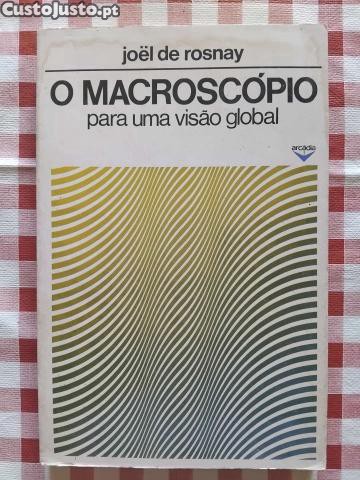 CustoJusto.pt
joël de rosnay
O MACROSCÓPIO
para uma visão global
arcádia